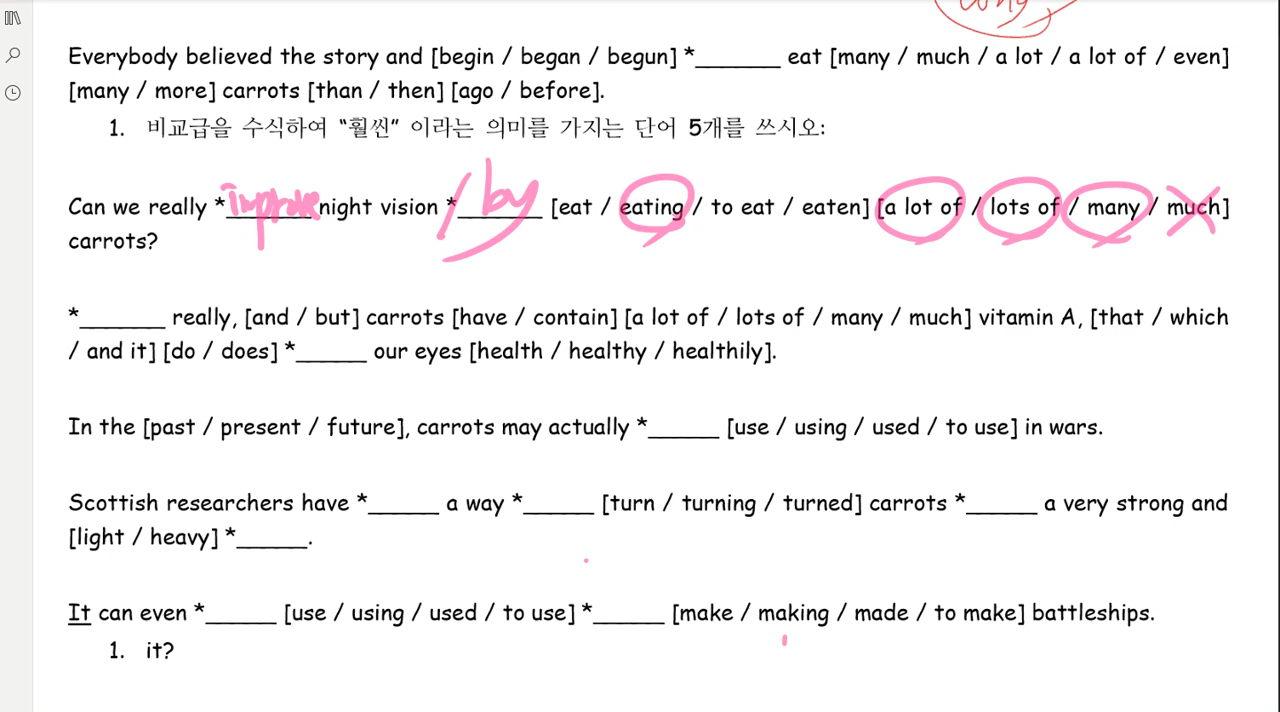 Everybody believed the story and [begin / began / begun] *_______ eat [many / much / a lot / a lot of / even]
[many / more] carrots [than / then] [ago / before].
1. 비교급을 수식하여 “훨씬” 이라는 의미를 가지는 단어 5개를 쓰시오:
Can we really *improve night vision * / by [eat / eating / to eat / eaten] [a lot of / lots of / many / much]
carrots?
*_______ really, [and / but] carrots [have / contain] [a lot of / lots of / many / much] vitamin A, [that / which
/ and it] [do / does] *______ our eyes [health / healthy / healthily].
In the [past / present / future], carrots may actually *______ [use / using / used / to use] in wars.
Scottish researchers have *______ a way *______ [turn / turning / turned] carrots *______ a very strong and
[light / heavy] *______.
It can even *______ [use / using / used / to use] *______ [make / making / made / to make] battleships.
1. it?